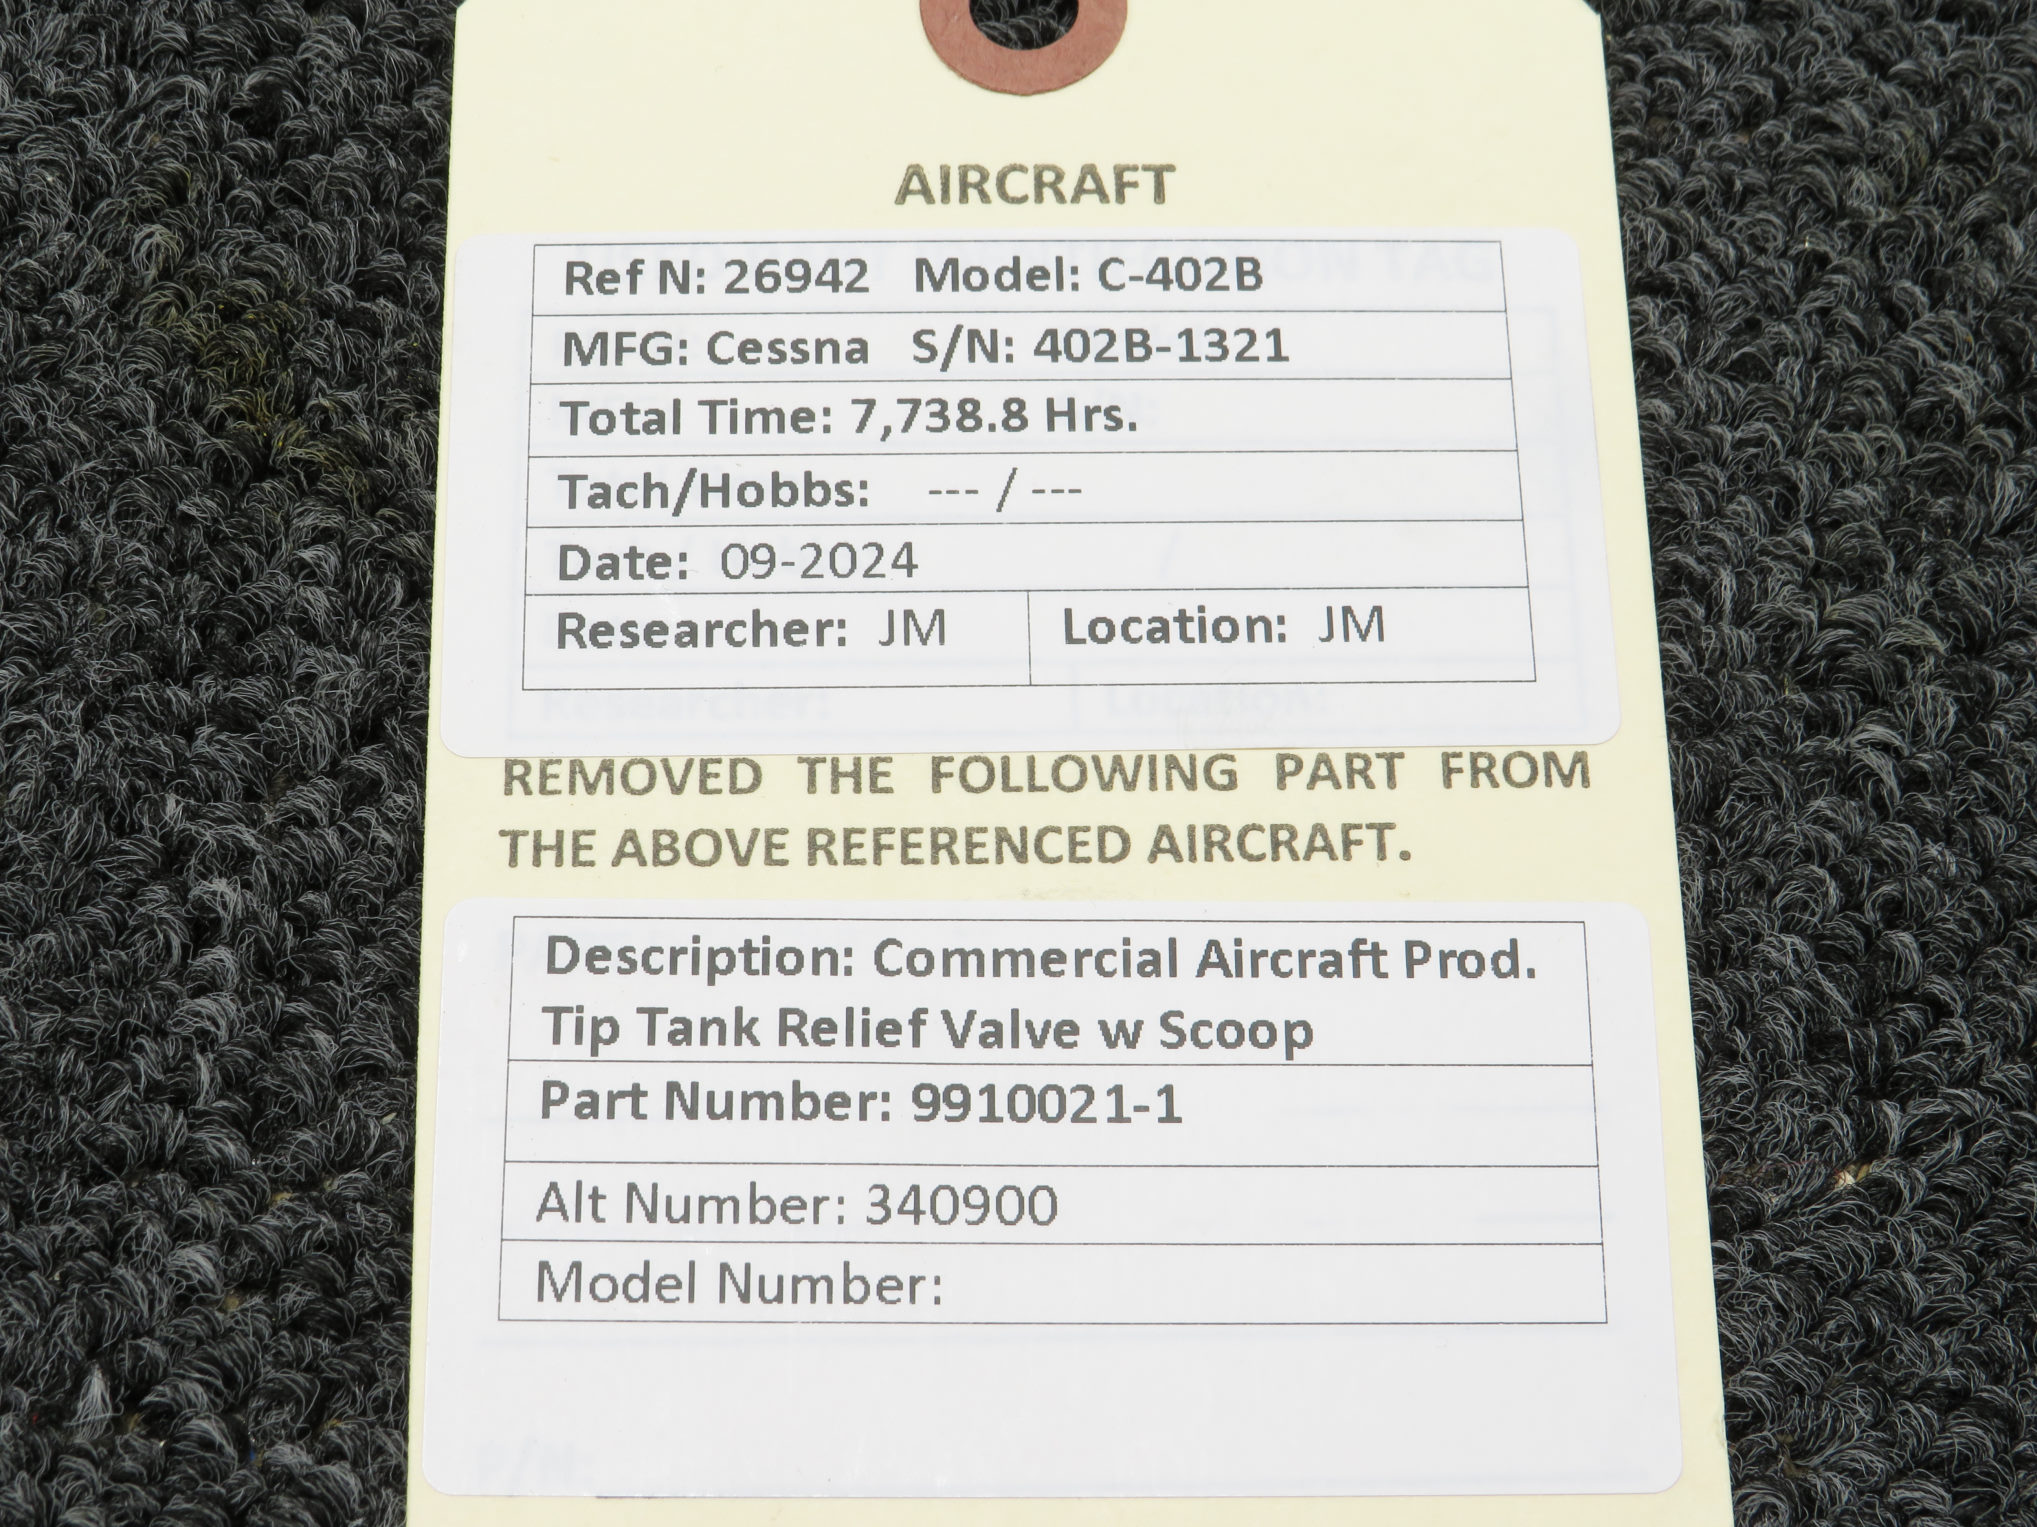 AIRCRAFT
Ref N: 26942 Model: C-402B
MFG: Cessna S/N: 402B-1321
Total Time: 7,738.8 Hrs.
Tach/Hobbs: --- / ---
Date: 09-2024
Researcher: JM Location: JM
Researcher: Location:
REMOVED THE FOLLOWING PART FROM
THE ABOVE REFERENCED AIRCRAFT.
Description: Commercial Aircraft Prod.
Tip Tank Relief Valve w Scoop
Part Number: 9910021-1
Alt Number: 340900
Model Number:
P/N: